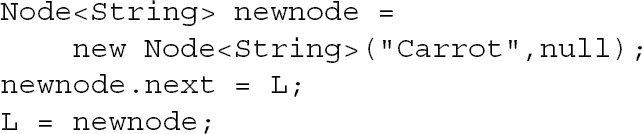 Node<String> newnode =
    new Node<String>("Carrot",null);
newnode.next = L;
L = newnode;